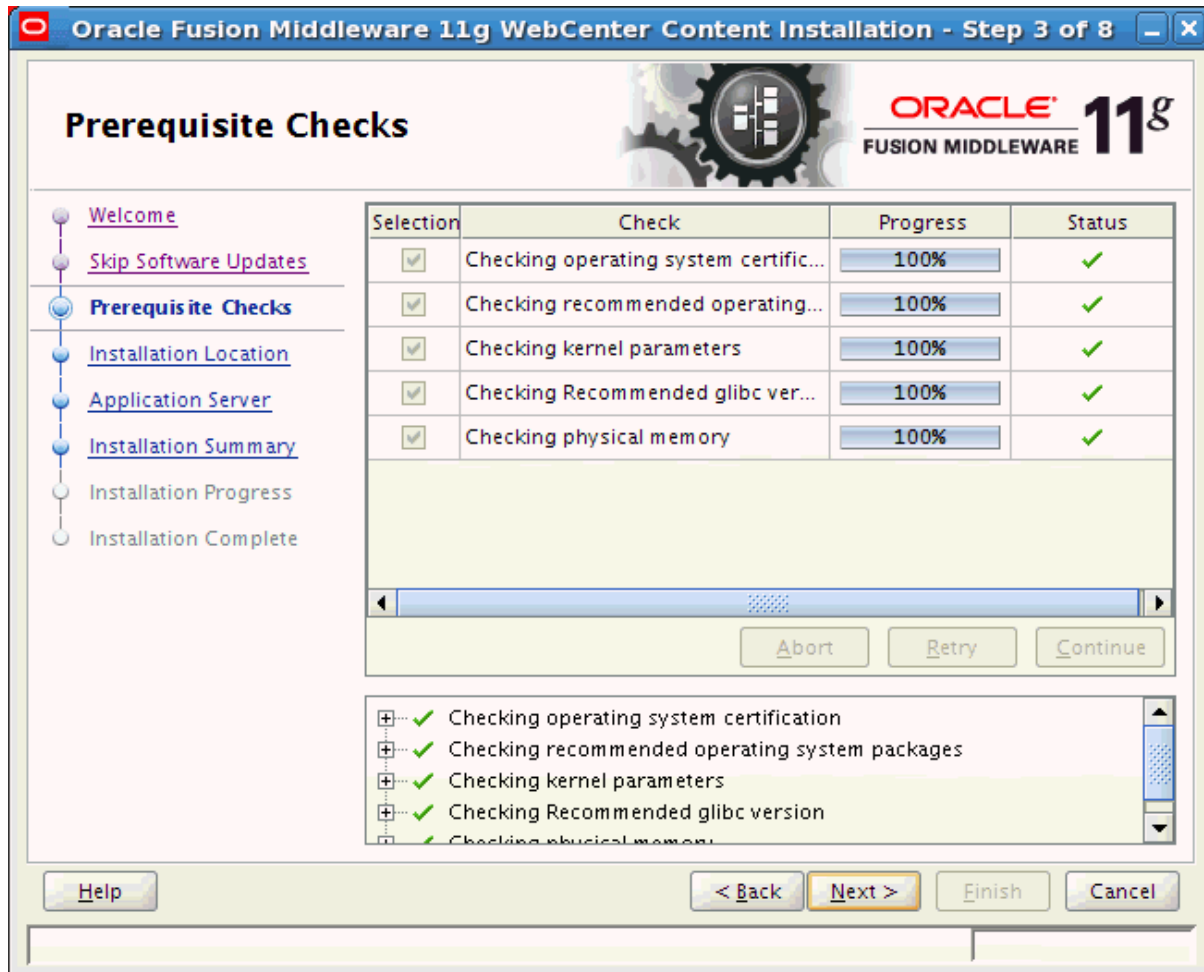 Oracle Fusion Middleware 11g WebCenter Content Installation - Step 3 of 8
Prerequisite Checks
ORACLE
FUSION MIDDLEWARE
11g
Welcome
Skip Software Updates
Prerequisite Checks
Installation Location
Application Server
Installation Summary
Installation Progress
Installation Complete
Selection Check Progress Status
Checking operating system certific... 100%
Checking recommended operating... 100%
Checking kernel parameters 100%
Checking Recommended glibc ver... 100%
Checking physical memory 100%
Abort Retry Continue
Checking operating system certification
Checking recommended operating system packages
Checking kernel parameters
Checking Recommended glibc version
Checking physical memory
Help < Back Next > Finish Cancel